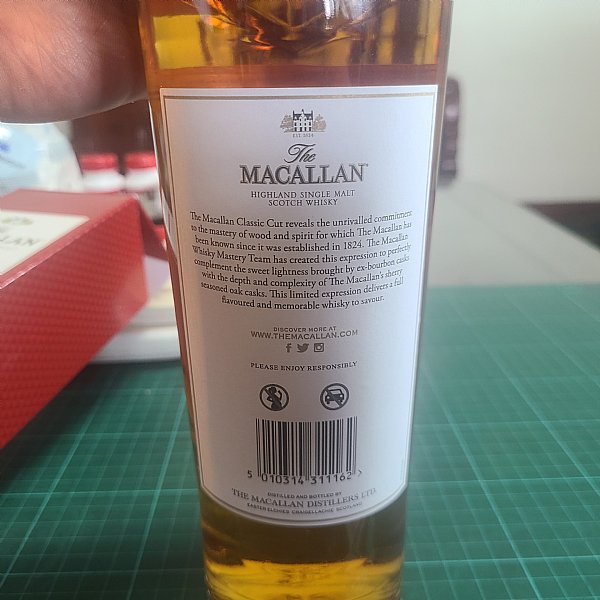 EST. 1824
The
MACALLAN
HIGHLAND SINGLE MALT
SCOTCH WHISKY
The Macallan Classic Cut reveals the unrivalled commitment
to the mastery of wood and spirit for which The Macallan has
been known since it was established in 1824. The Macallan
Whisky Mastery Team has created this expression to perfectly
complement the sweet lightness brought by ex-bourbon casks
with the depth and complexity of The Macallan's sherry
seasoned oak casks. This limited expression delivers a full
flavoured and memorable whisky to savour.
DISCOVER MORE AT
WWW.THEMACALLAN.COM
PLEASE ENJOY RESPONSIBLY
5 010314 311162 >
DISTILLED AND BOTTLED BY
THE MACALLAN DISTILLERS LTD.
EASTER ELCHIES CRAIGELLACHIE SCOTLAND